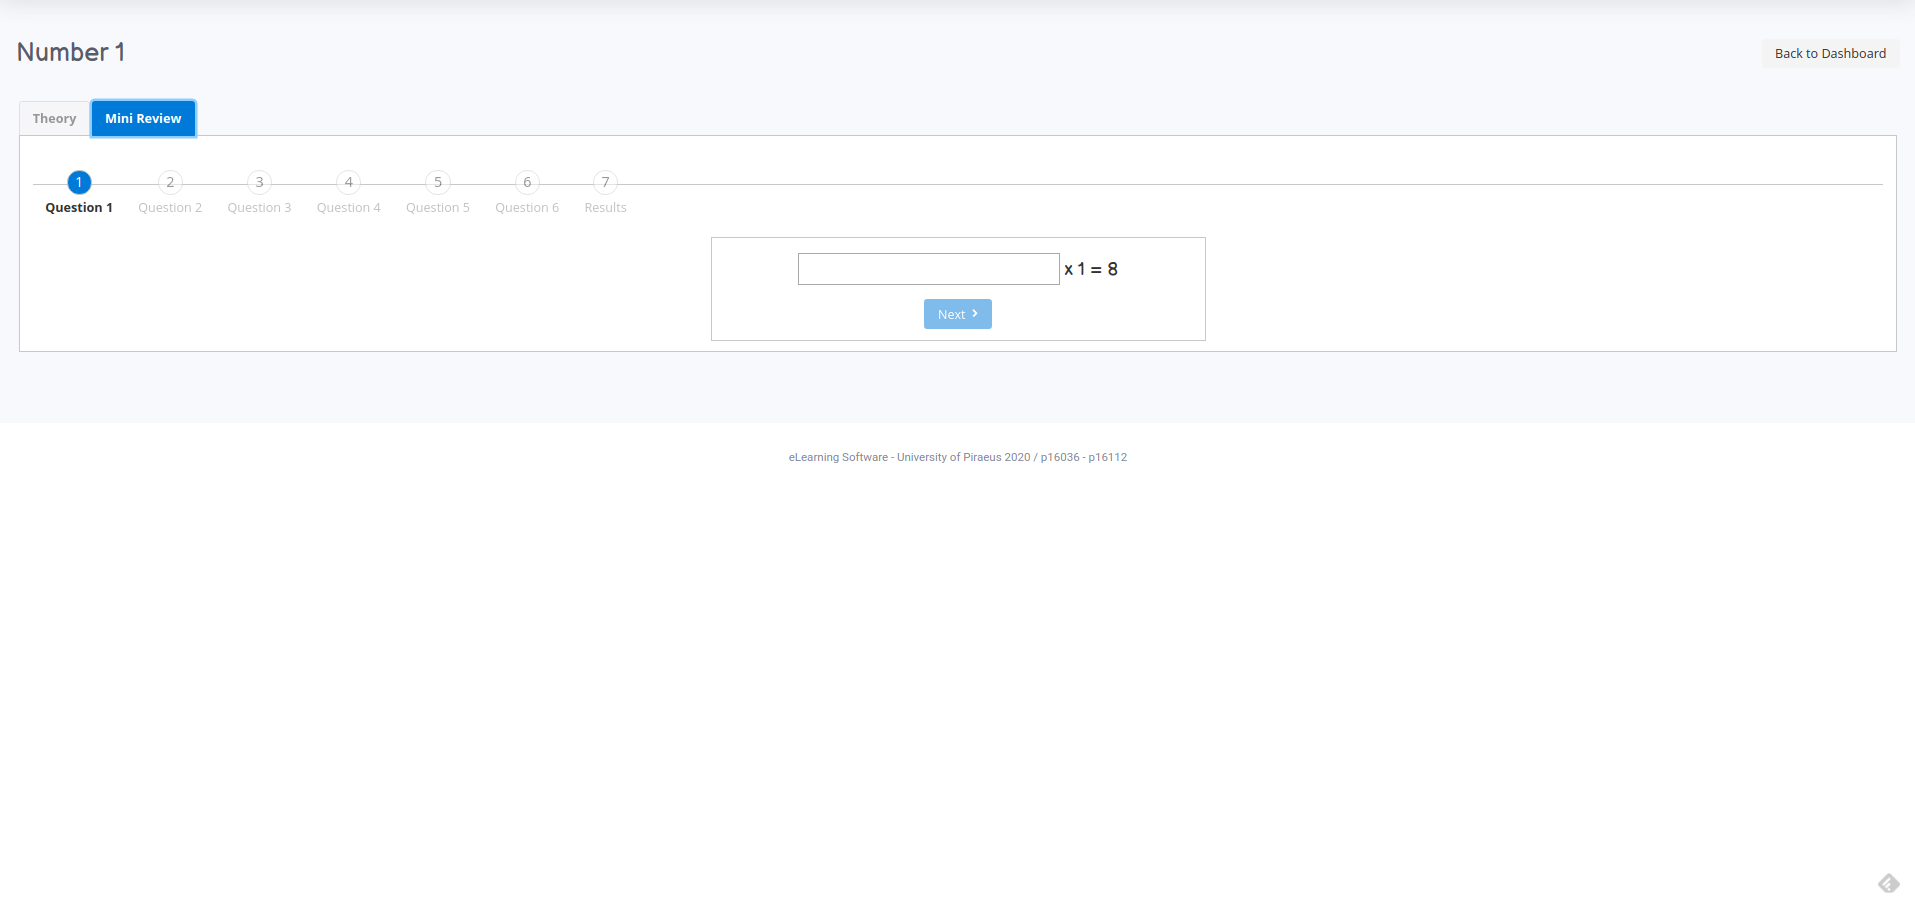 Number 1
Back to Dashboard
Theory
Mini Review
1 2 3 4 5 6 7
Question 1 Question 2 Question 3 Question 4 Question 5 Question 6 Results
x 1 = 8
Next
eLearning Software - University of Piraeus 2020 / p16036 - p16112